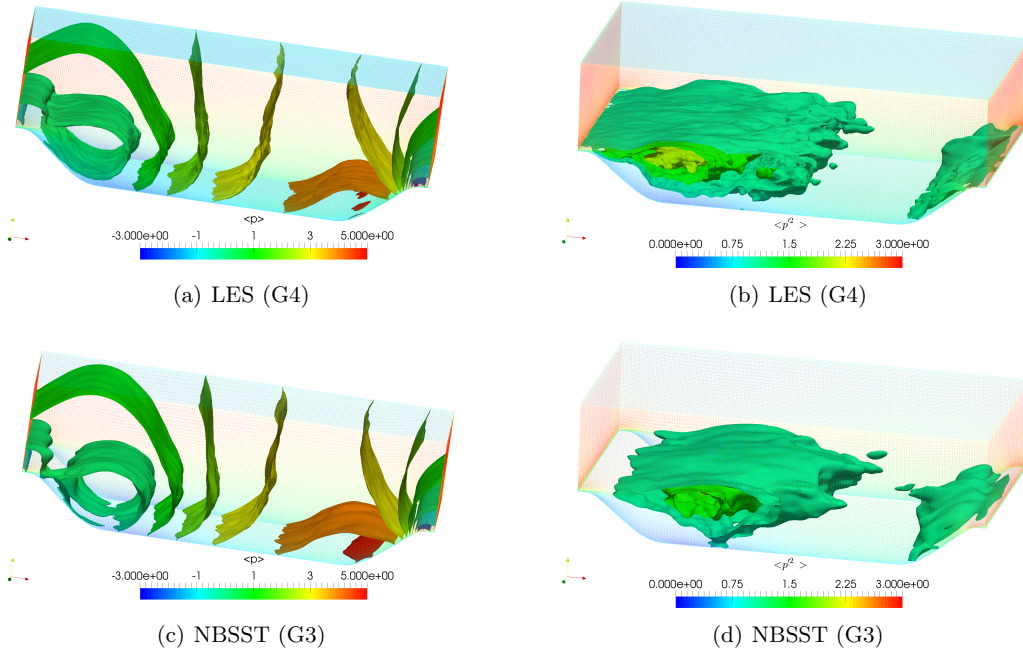 <p>
-3.000e+00 -1 1 3 5.000e+00
(a) LES (G4)
<p'² >
0.000e+00 0.75 1.5 2.25 3.000e+00
(b) LES (G4)
<p>
-3.000e+00 -1 1 3 5.000e+00
(c) NBSST (G3)
<p'² >
0.000e+00 0.75 1.5 2.25 3.000e+00
(d) NBSST (G3)